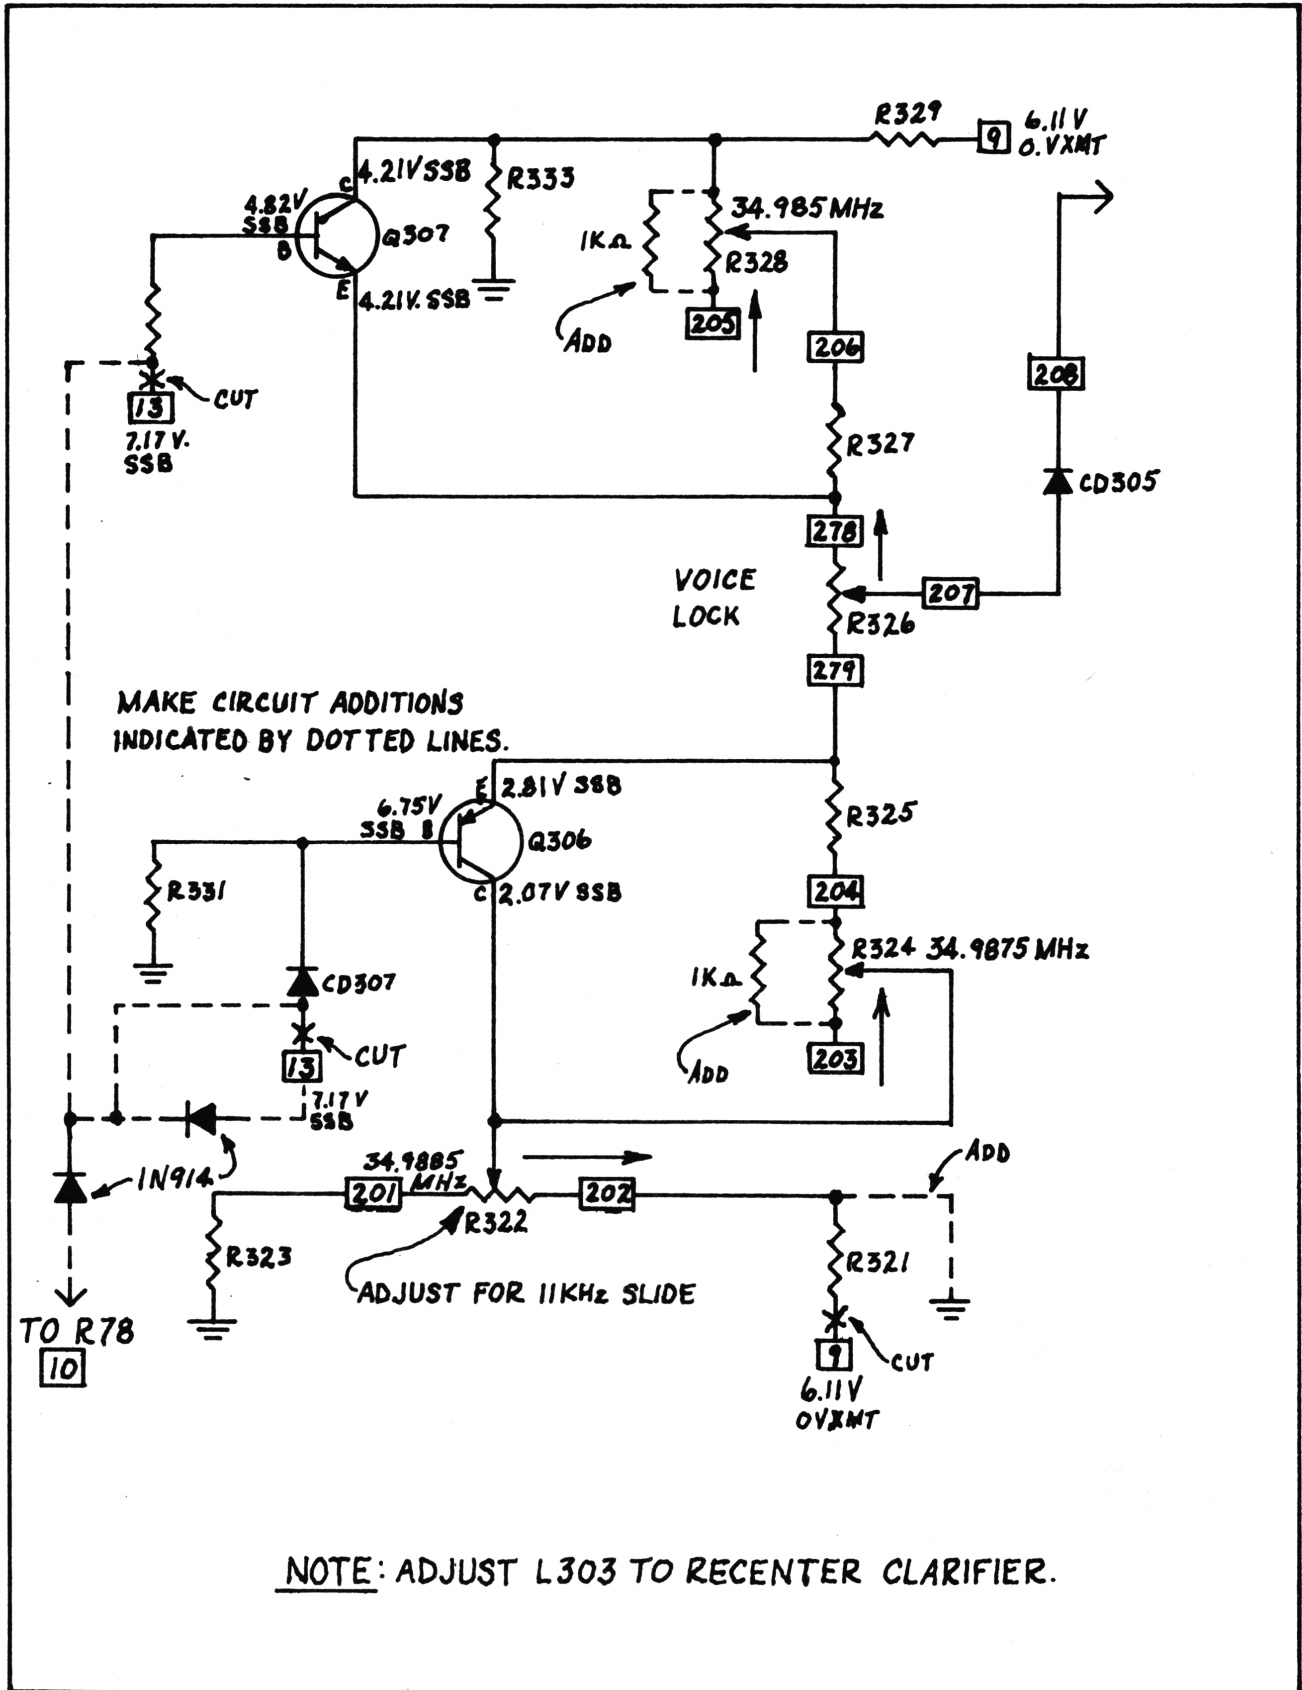 R329
9
6.11V
0.VXMT
4.21V SSB
C
R333
4.82V
SSB
B
Q307
E
4.21V. SSB
34.985 MHz
1KΩ
R328
205
ADD
206
208
CUT
13
7.17 V.
SSB
R327
CD305
278
VOICE
LOCK
207
R326
279
MAKE CIRCUIT ADDITIONS
INDICATED BY DOTTED LINES.
E
2.81V SSB
6.75V
SSB B
Q306
R325
R331
C
2.07V SSB
204
R324 34.9875 MHz
1KΩ
CD307
CUT
13
7.17 V
SSB
203
ADD
1N914
34.9885
MHz
201
R322
202
ADD
R323
R321
ADJUST FOR 11KHz SLIDE
TO R78
10
9
CUT
6.11V
0VXMT
NOTE: ADJUST L303 TO RECENTER CLARIFIER.